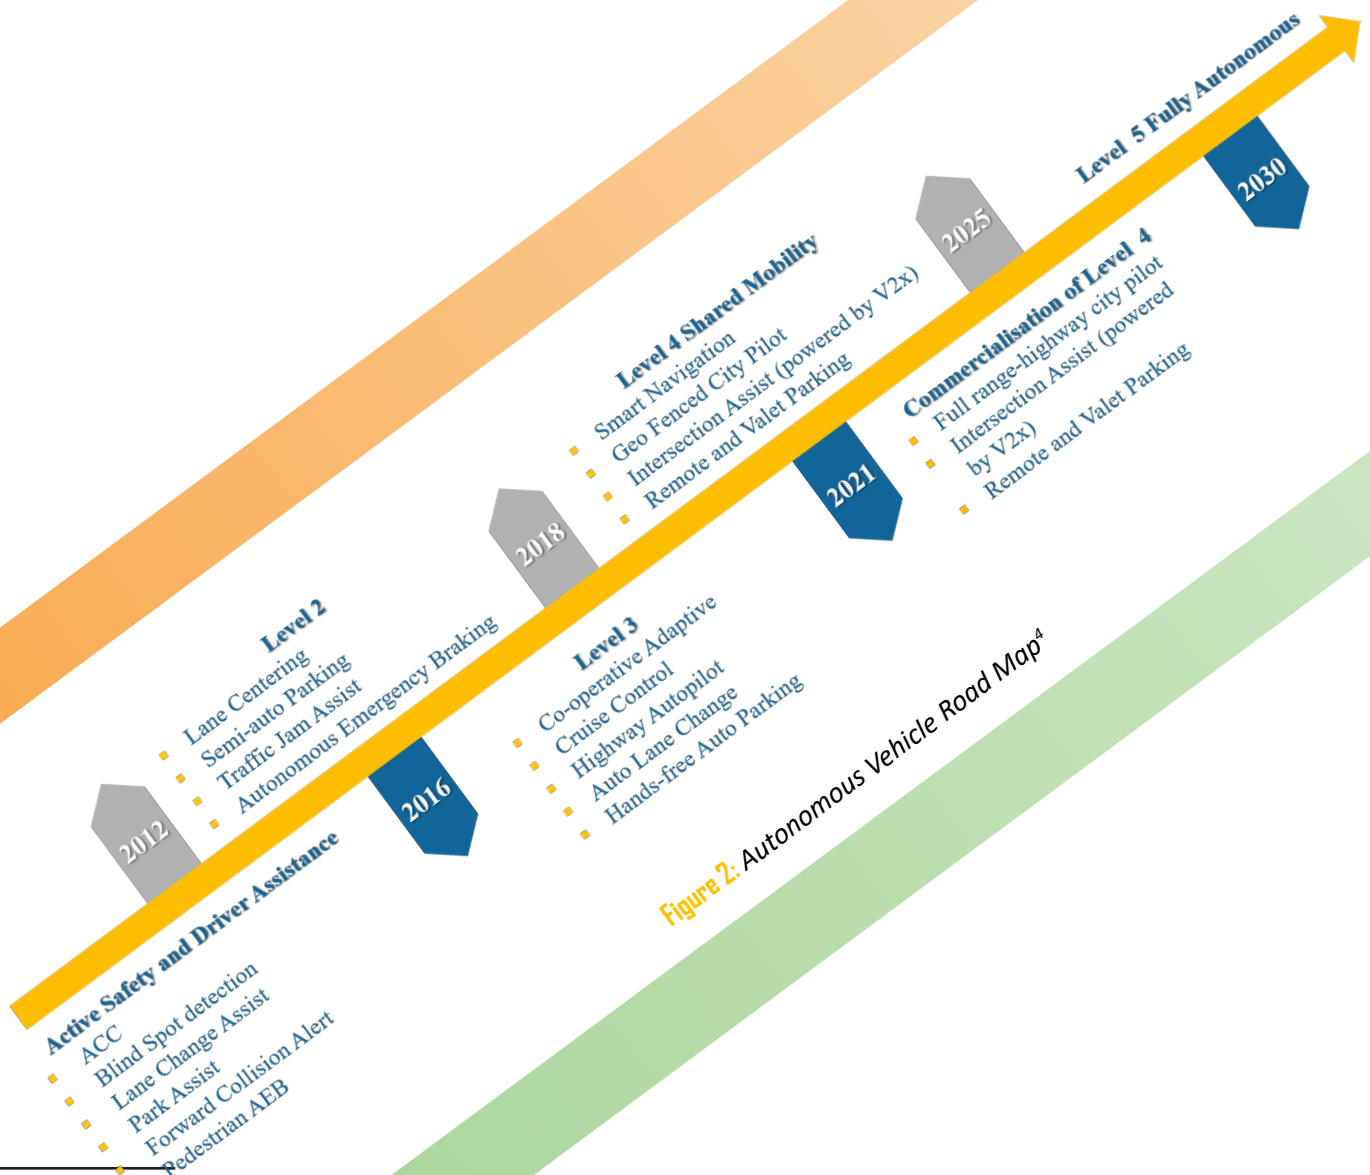 Level 5 Fully Autonomous
2030
2025
Commercialisation of Level 4
Full range-highway city pilot
Intersection Assist (powered
by V2x)
Remote and Valet Parking
Level 4 Shared Mobility
Smart Navigation
Geo Fenced City Pilot
Intersection Assist (powered by V2x)
Remote and Valet Parking
2021
2018
Level 3
Co-operative Adaptive
Cruise Control
Highway Autopilot
Auto Lane Change
Hands-free Auto Parking
Level 2
Lane Centering
Semi-auto Parking
Traffic Jam Assist
Autonomous Emergency Braking
2016
2012
Active Safety and Driver Assistance
ACC
Blind Spot detection
Lane Change Assist
Park Assist
Forward Collision Alert
Pedestrian AEB
Figure 2: Autonomous Vehicle Road Map⁴